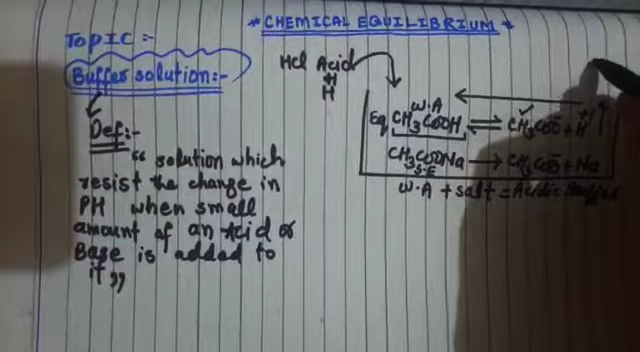 * CHEMICAL EQUILIBRIUM *
TOPIC :-
Buffer solution:-
Def:-
" solution which
resist the change in
PH when small
amount of an Acid or
Base is added to
it "
HCl Acid
H
W.A
Eq CH3COOH ⇌ CH3COO⁻ + H⁺
CH3COONa → CH3COO⁻ + Na
W.A + salt = Acidic Buffer